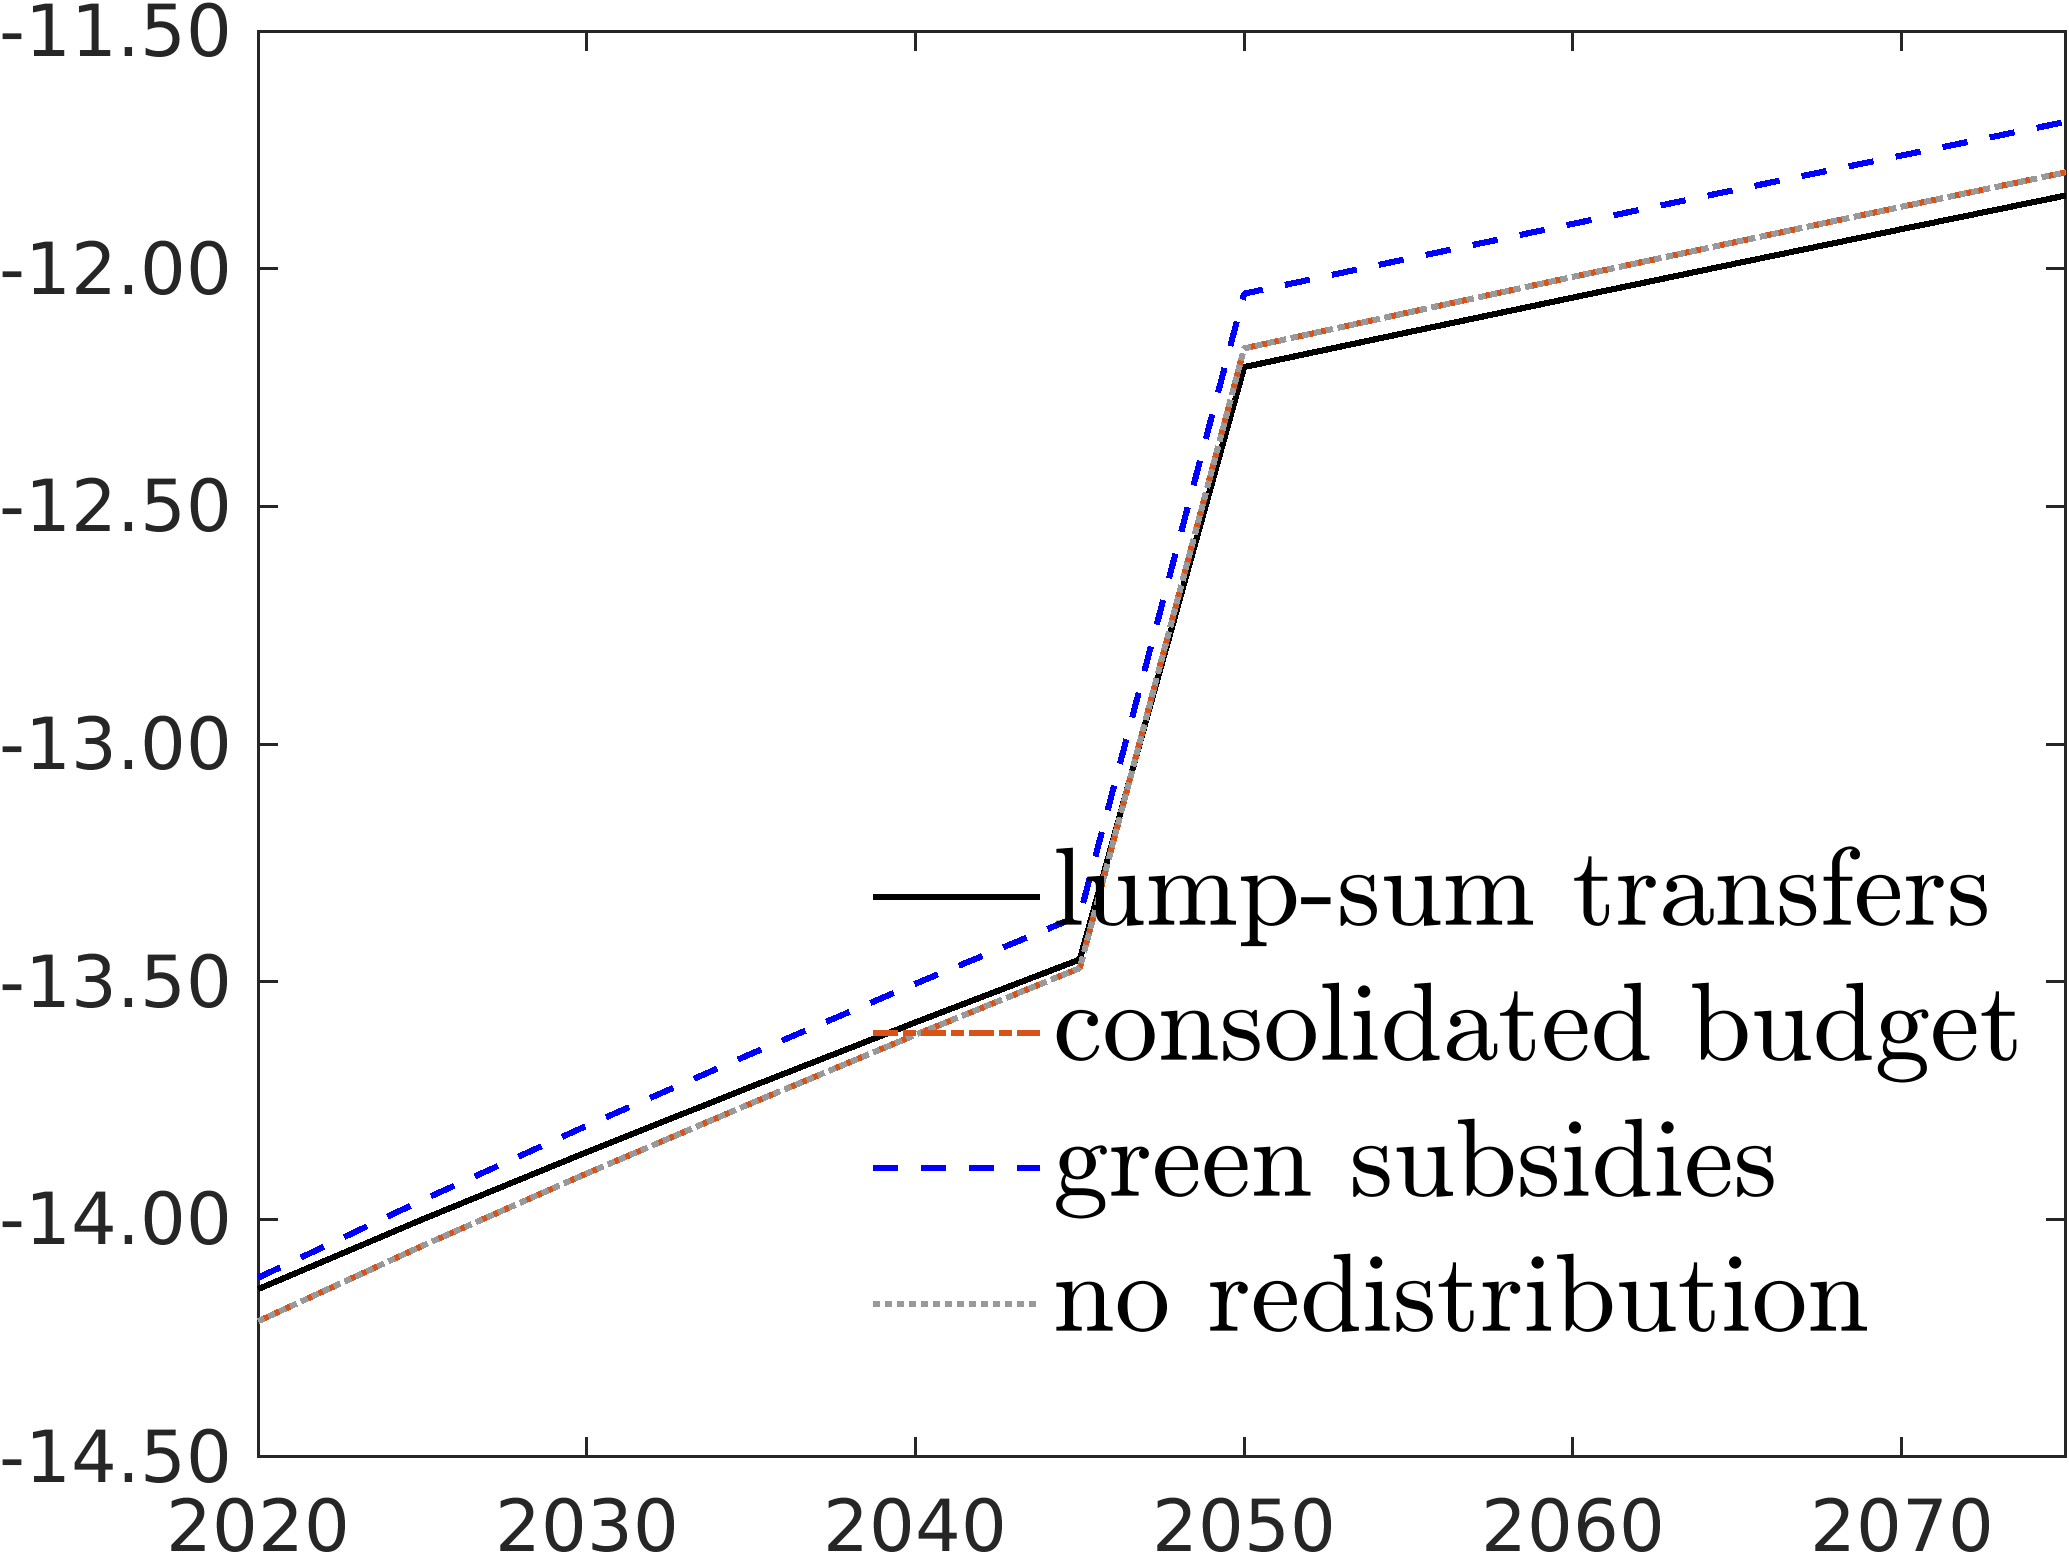 -11.50
-12.00
-12.50
-13.00
-13.50
-14.00
-14.50
2020 2030 2040 2050 2060 2070
lump-sum transfers
consolidated budget
green subsidies
no redistribution